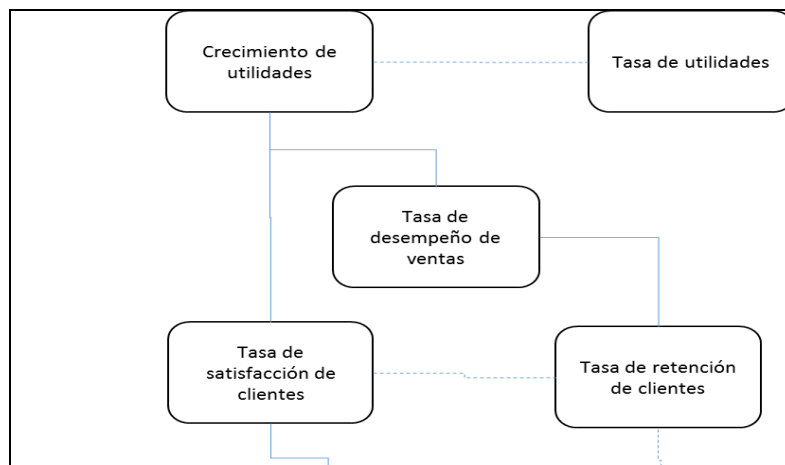 Crecimiento de
utilidades
Tasa de utilidades
Tasa de
desempeño de
ventas
Tasa de
satisfacción de
clientes
Tasa de retención
de clientes